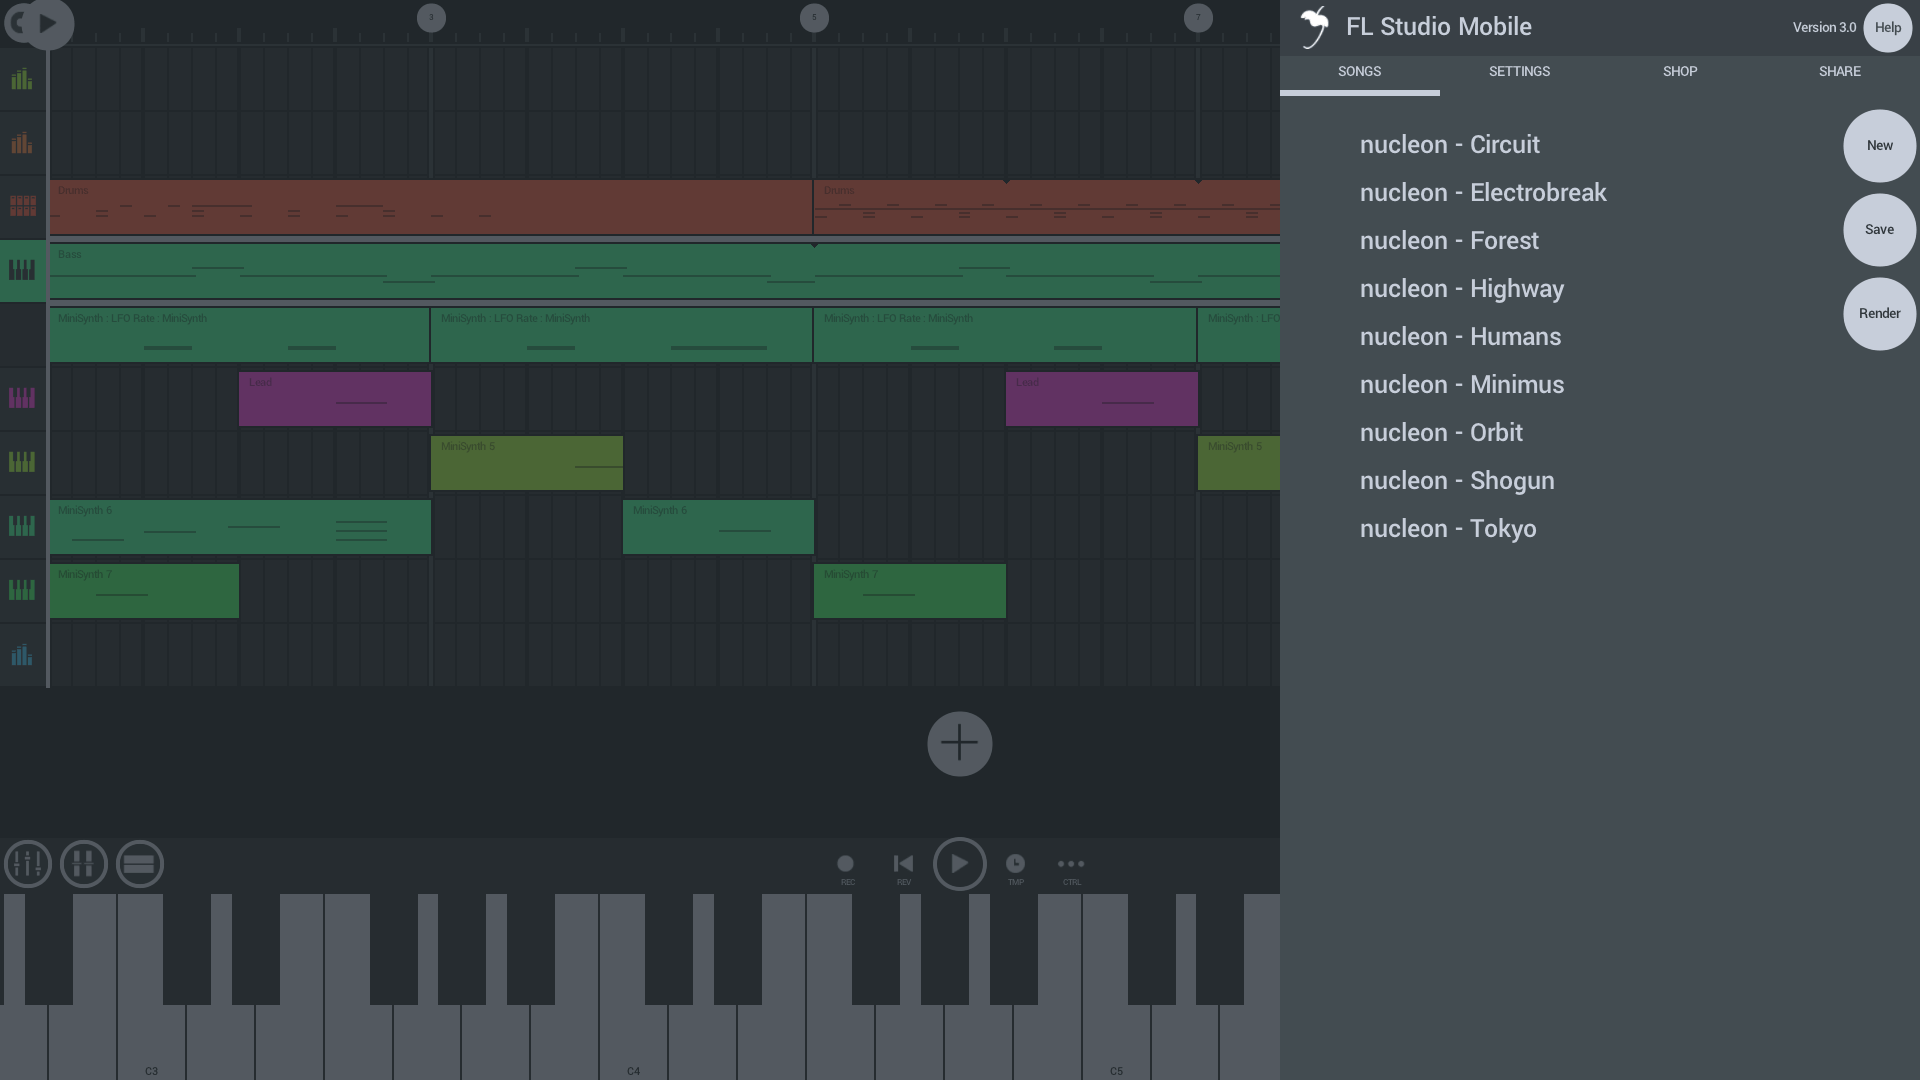 3
5
7
FL Studio Mobile
Version 3.0
Help
SONGS
SETTINGS
SHOP
SHARE
nucleon - Circuit
nucleon - Electrobreak
nucleon - Forest
nucleon - Highway
nucleon - Humans
nucleon - Minimus
nucleon - Orbit
nucleon - Shogun
nucleon - Tokyo
New
Save
Render
Drums
Drums
Bass
MiniSynth : LFO Rate : MiniSynth
MiniSynth : LFO Rate : MiniSynth
MiniSynth : LFO Rate : MiniSynth
MiniSynth : LFO
Lead
Lead
MiniSynth 5
MiniSynth 5
MiniSynth 6
MiniSynth 6
MiniSynth 7
MiniSynth 7
REC
REV
TMP
CTRL
C3
C4
C5